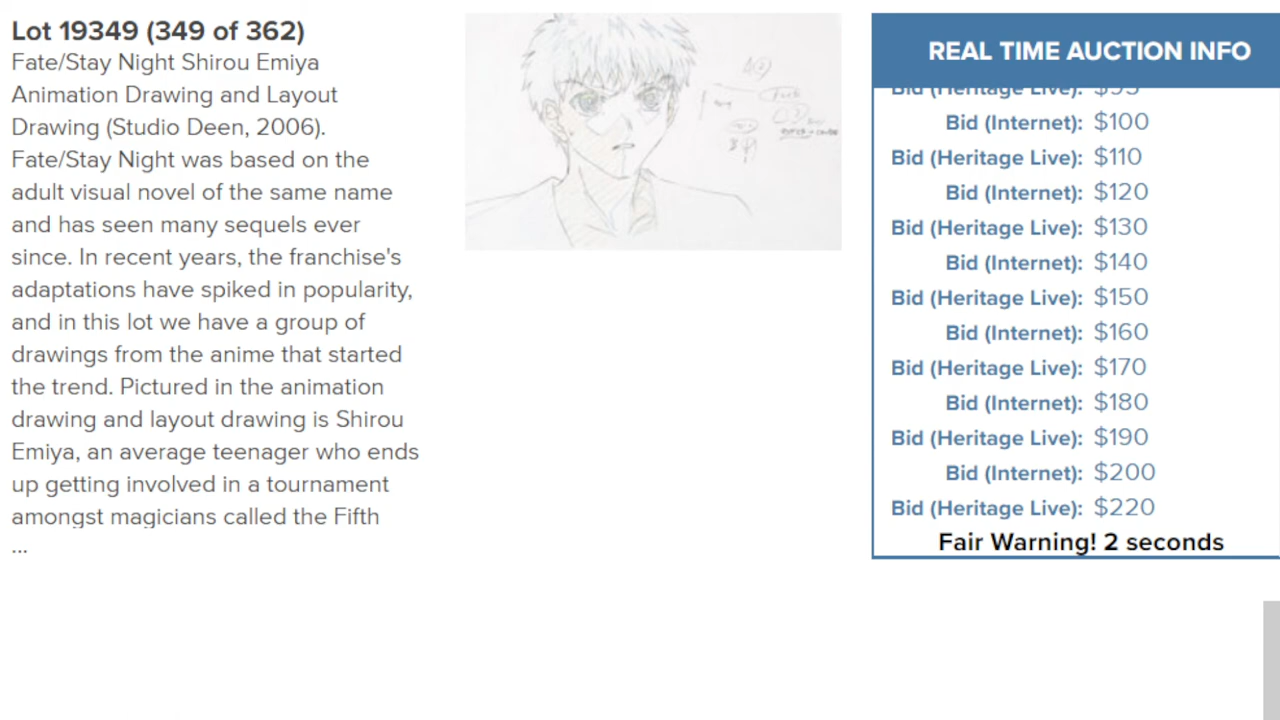 Lot 19349 (349 of 362)
Fate/Stay Night Shirou Emiya
Animation Drawing and Layout
Drawing (Studio Deen, 2006).
Fate/Stay Night was based on the
adult visual novel of the same name
and has seen many sequels ever
since. In recent years, the franchise's
adaptations have spiked in popularity,
and in this lot we have a group of
drawings from the anime that started
the trend. Pictured in the animation
drawing and layout drawing is Shirou
Emiya, an average teenager who ends
up getting involved in a tournament
amongst magicians called the Fifth
...
REAL TIME AUCTION INFO
Bid (Heritage Live): $95
Bid (Internet): $100
Bid (Heritage Live): $110
Bid (Internet): $120
Bid (Heritage Live): $130
Bid (Internet): $140
Bid (Heritage Live): $150
Bid (Internet): $160
Bid (Heritage Live): $170
Bid (Internet): $180
Bid (Heritage Live): $190
Bid (Internet): $200
Bid (Heritage Live): $220
Fair Warning! 2 seconds